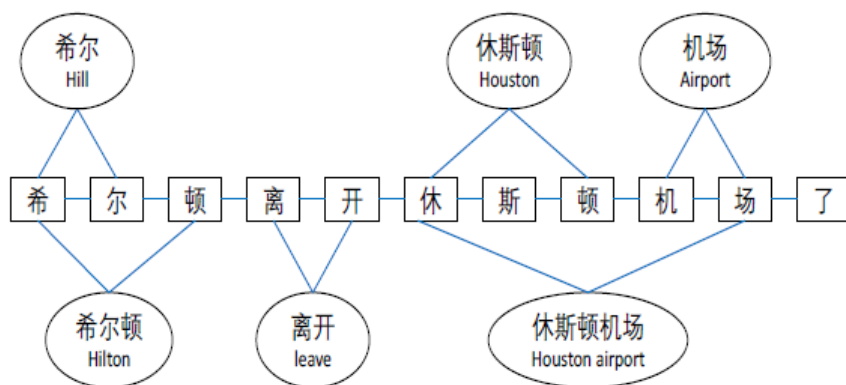 希尔
Hill
休斯顿
Houston
机场
Airport
希 尔 顿 离 开 休 斯 顿 机 场 了
希尔顿
Hilton
离开
leave
休斯顿机场
Houston airport